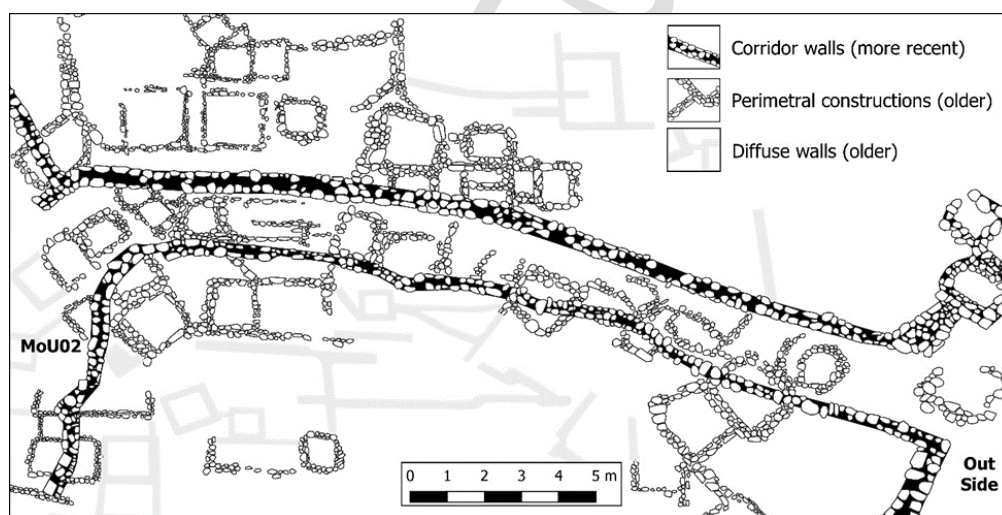 Corridor walls (more recent)
Perimetral constructions (older)
Diffuse walls (older)
MoU02
0 1 2 3 4 5 m
Out
Side